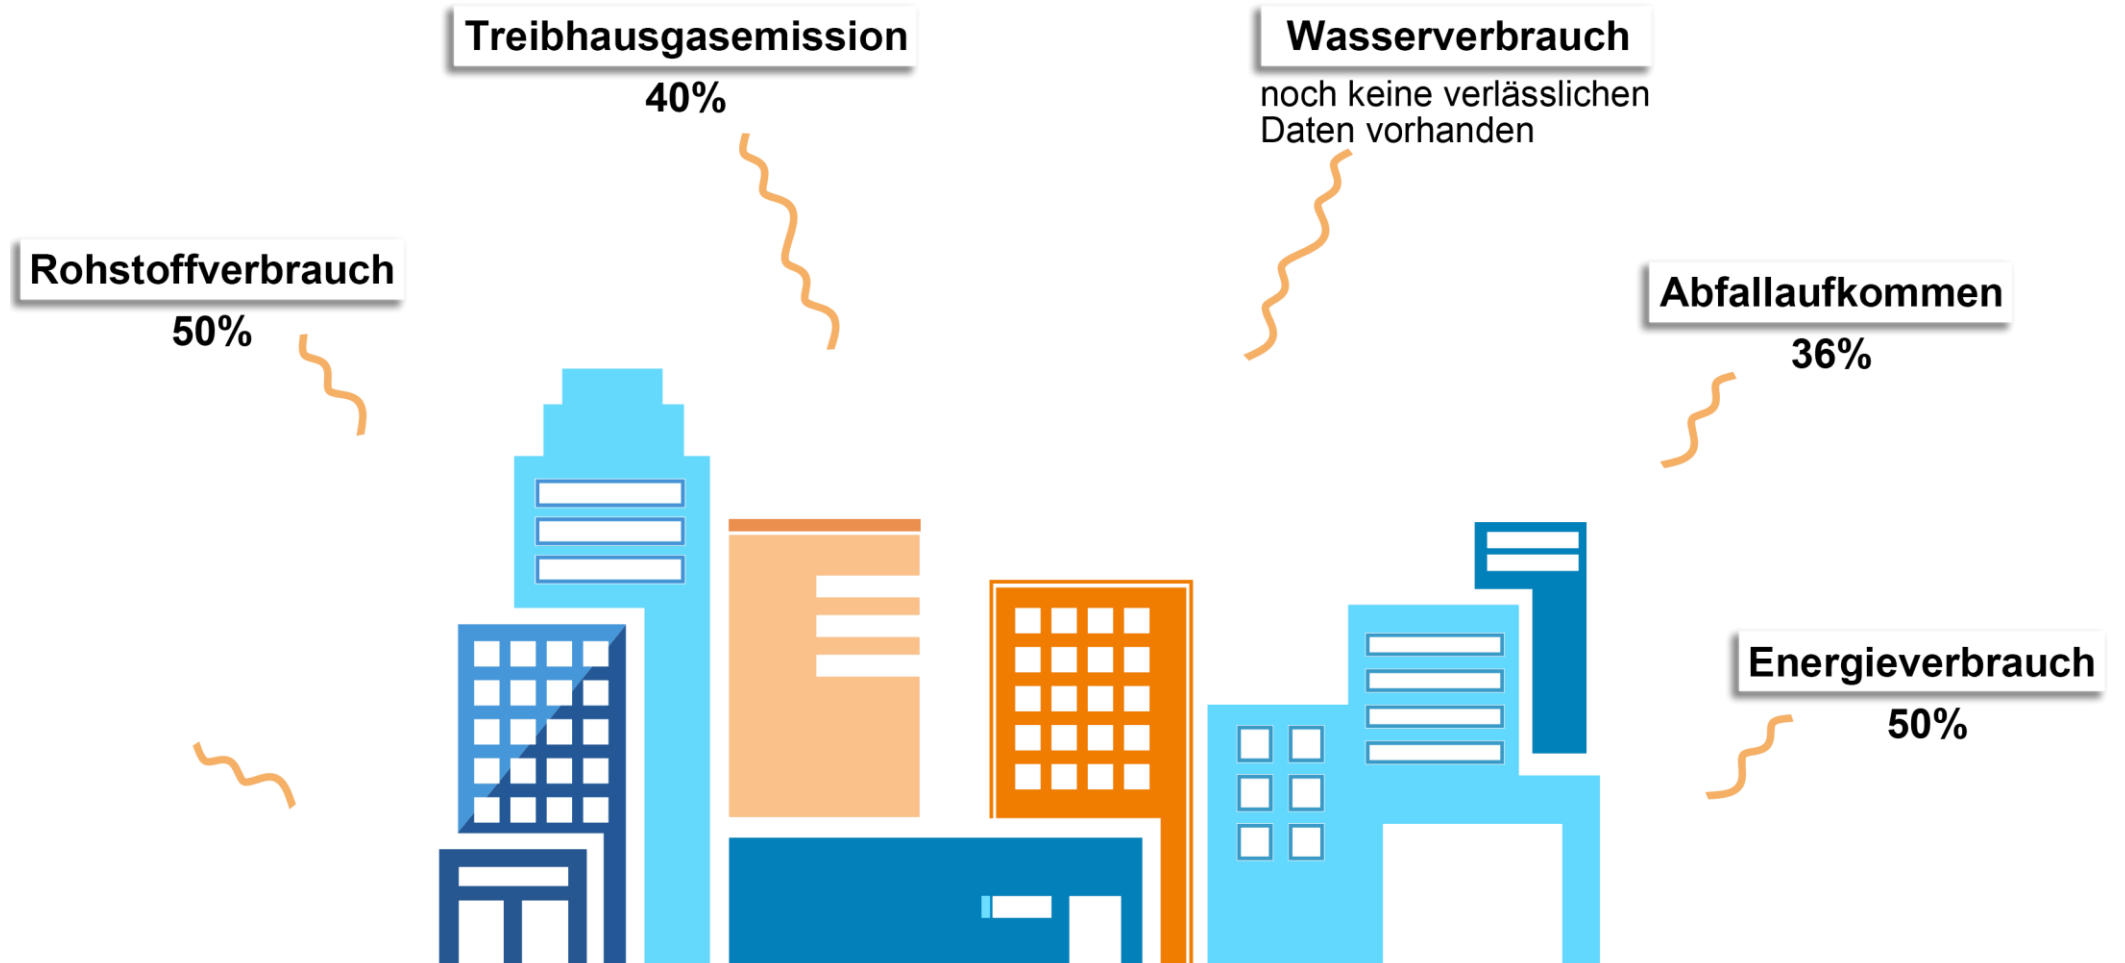 Treibhausgasemission
40%
Wasserverbrauch
noch keine verlässlichen
Daten vorhanden
Rohstoffverbrauch
50%
Abfallaufkommen
36%
Energieverbrauch
50%